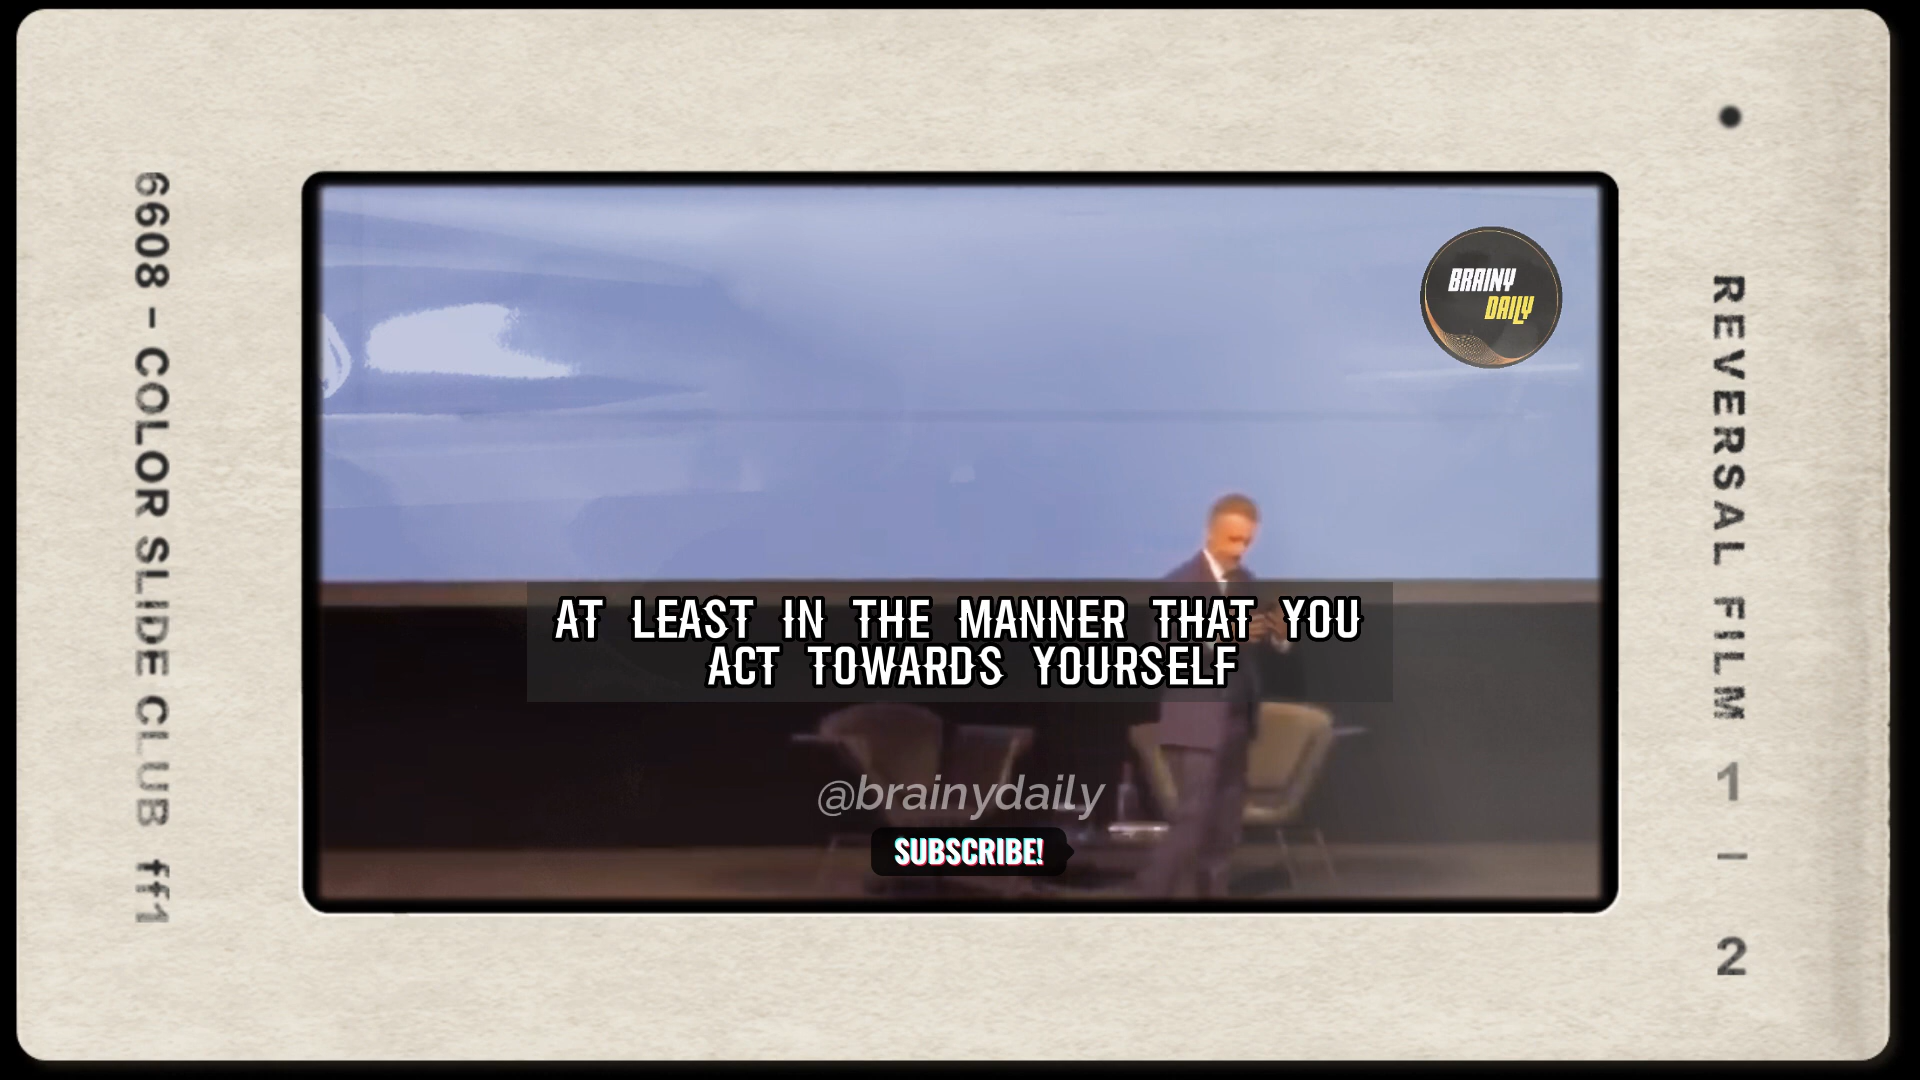 6608 - COLOR SLIDE CLUB ff1
BRAINY
DAILY
AT LEAST IN THE MANNER THAT YOU
ACT TOWARDS YOURSELF
@brainydaily
SUBSCRIBE!
REVERSAL FILM 1 - 2